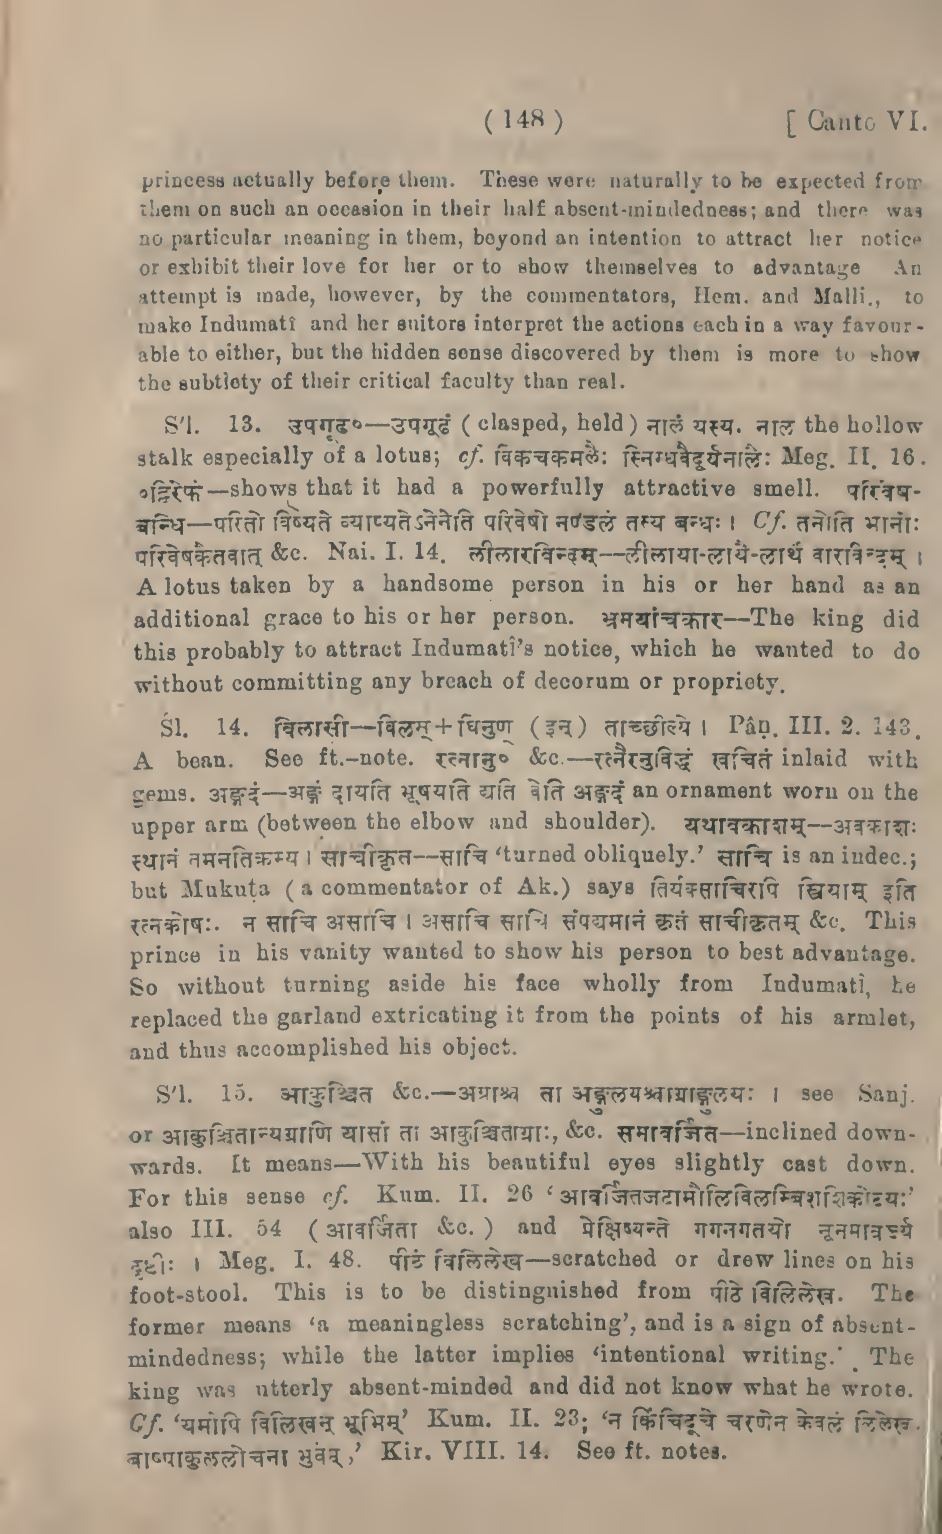 ( 148 ) [ Canto VI.
princess actually before them. These were naturally to be expected from
them on such an occasion in their half absent-mindedness; and there was
no particular meaning in them, beyond an intention to attract her notice
or exhibit their love for her or to show themselves to advantage An
attempt is made, however, by the commentators, Hem. and Malli., to
make Indumatî and her suitors interpret the actions each in a way favour-
able to either, but the hidden sense discovered by them is more to show
the subtlety of their critical faculty than real.
S'l. 13. उपगूढ०—उपगूढं ( clasped, held ) नालं यस्य. नाल the hollow
stalk especially of a lotus; cf. विकचकमलैः स्निग्धवैदूर्यनालैः Meg. II. 16.
०द्विरेफं—shows that it had a powerfully attractive smell. परिवेष-
बन्धि—परितो विष्यते व्याप्यतेऽनेनेति परिवेषो मण्डलं तस्य बन्धः । Cf. तनोति भानोः
परिवेषकैतवात् &c. Nai. I. 14. लीलारविन्दम्—लीलाया-लायै-लार्थं वारविन्दम् ।
A lotus taken by a handsome person in his or her hand as an
additional grace to his or her person. भ्रमयांचकार—The king did
this probably to attract Indumatî's notice, which he wanted to do
without committing any breach of decorum or propriety.
Śl. 14. विलासी—विलस्+घिनुण् (इन्) ताच्छील्ये । Pâṇ. III. 2. 143.
A beau. See ft.-note. रत्नानु० &c.—रत्नैरनुविद्धं खचितं inlaid with
gems. अङ्गदं—अङ्गं दायति भूषयति द्यति वेति अङ्गदं an ornament worn on the
upper arm (between the elbow and shoulder). यथावकाशम्—अवकाशः
स्थानं तमनतिक्रम्य । साचीकृत—साचि ‘turned obliquely.’ साचि is an indec.;
but Mukuṭa ( a commentator of Ak.) says तिर्यक्साचिरपि स्त्रियाम् इति
रत्नकोषः. न साचि असाचि । असाचि साचि संपद्यमानं कृतं साचीकृतम् &c. This
prince in his vanity wanted to show his person to best advantage.
So without turning aside his face wholly from Indumatî, he
replaced the garland extricating it from the points of his armlet,
and thus accomplished his object.
S'l. 15. आकुञ्चित &c.—अग्राश्च ता अङ्गुलयश्चाग्राङ्गुलयः । see Sanj.
or आकुञ्चितान्यग्राणि यासां ता आकुञ्चिताग्राः, &c. समावर्जित—inclined down-
wards. It means—With his beautiful eyes slightly cast down.
For this sense cf. Kum. II. 26 ‘आवर्जितजटामौलिविलम्बिशशिकोटयः’
also III. 54 ( आवर्जिता &c. ) and प्रेक्षिष्यन्ते गगनगतयो नूनमावर्ज्य
दृष्टीः । Meg. I. 48. पीठं विलिलेख—scratched or drew lines on his
foot-stool. This is to be distinguished from पीठे विलिलेख. The
former means ‘a meaningless scratching’, and is a sign of absent-
mindedness; while the latter implies ‘intentional writing.’ The
king was utterly absent-minded and did not know what he wrote.
Cf. ‘यमोपि विलिखन् भूमिम्’ Kum. II. 23; ‘न किंचिदूचे चरणेन केवलं लिलेख
बाष्पाकुललोचना भुवम्,’ Kir. VIII. 14. See ft. notes.